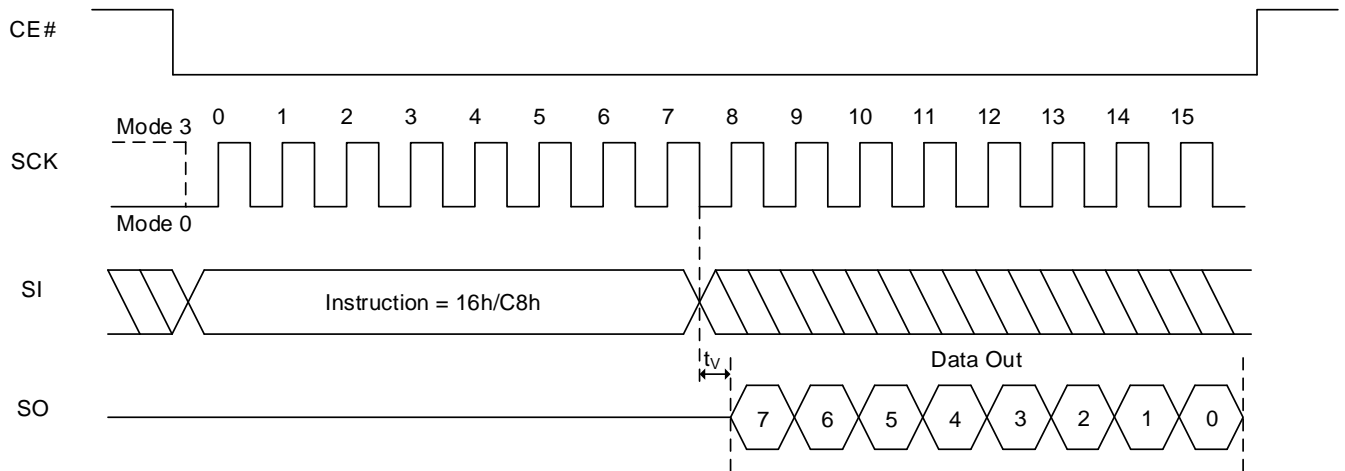 CE#
Mode 3 0 1 2 3 4 5 6 7 8 9 10 11 12 13 14 15
SCK
Mode 0
SI
Instruction = 16h/C8h
tV
Data Out
SO
7 6 5 4 3 2 1 0